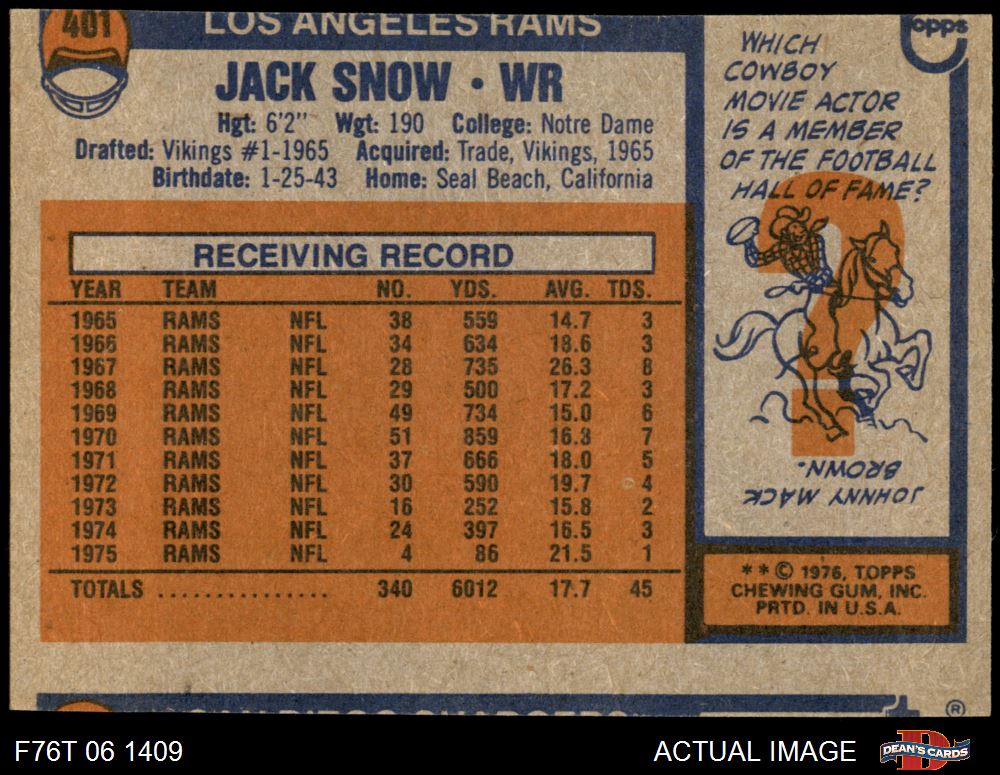 401
LOS ANGELES RAMS
JACK SNOW • WR
Hgt: 6'2" Wgt: 190 College: Notre Dame
Drafted: Vikings #1-1965 Acquired: Trade, Vikings, 1965
Birthdate: 1-25-43 Home: Seal Beach, California
RECEIVING RECORD
YEAR TEAM NO. YDS. AVG. TDS.
1965 RAMS NFL 38 559 14.7 3
1966 RAMS NFL 34 634 18.6 3
1967 RAMS NFL 28 735 26.3 8
1968 RAMS NFL 29 500 17.2 3
1969 RAMS NFL 49 734 15.0 6
1970 RAMS NFL 51 859 16.8 7
1971 RAMS NFL 37 666 18.0 5
1972 RAMS NFL 30 590 19.7 4
1973 RAMS NFL 16 252 15.8 2
1974 RAMS NFL 24 397 16.5 3
1975 RAMS NFL 4 86 21.5 1
TOTALS ............... 340 6012 17.7 45
Topps
WHICH
COWBOY
MOVIE ACTOR
IS A MEMBER
OF THE FOOTBALL
HALL OF FAME?
JOHNNY MACK
BROWN.
**© 1976, TOPPS
CHEWING GUM, INC.
PRTD. IN U.S.A.
SAN DIEGO CHARGERS
®
F76T 06 1409
ACTUAL IMAGE
DEAN'S CARDS